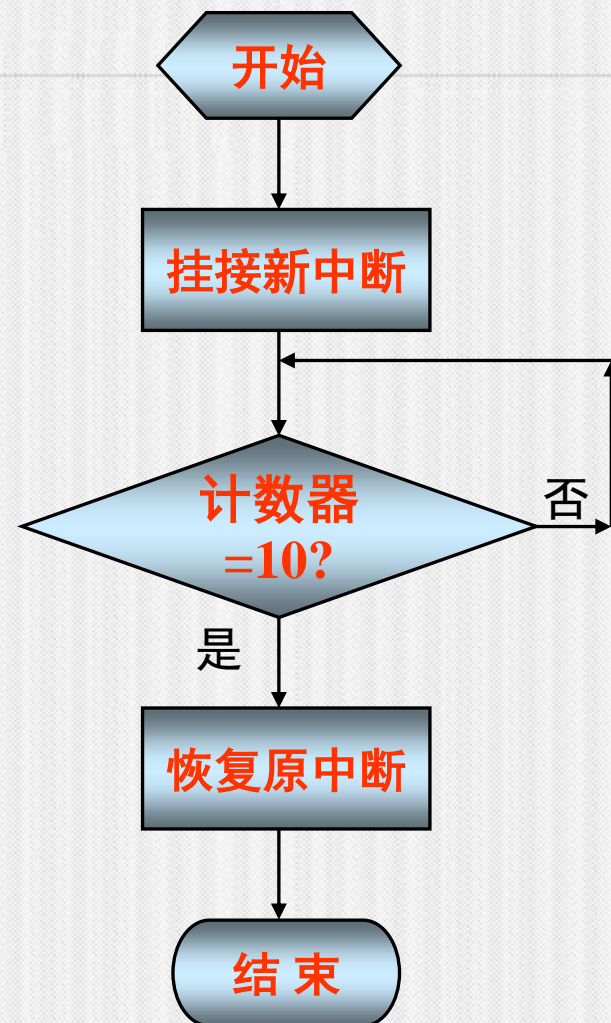 开始
挂接新中断
计数器
=10?
否
是
恢复原中断
结 束